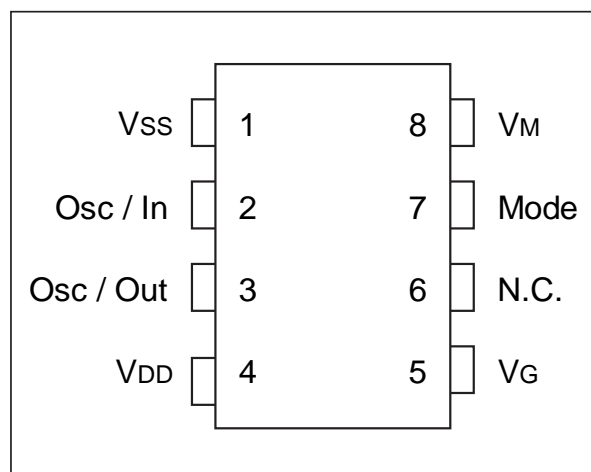 VSS 1 8 VM
Osc / In 2 7 Mode
Osc / Out 3 6 N.C.
VDD 4 5 VG